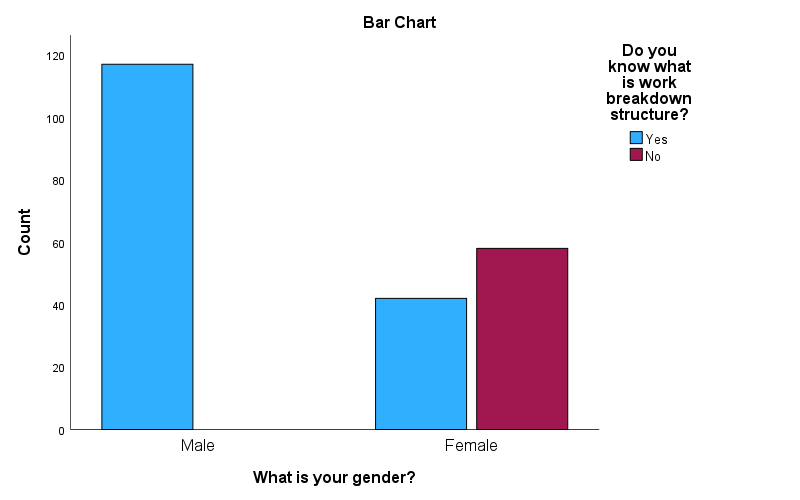 Bar Chart
Do you
know what
is work
breakdown
structure?
Yes
No
Count
120
100
80
60
40
20
0
Male
Female
What is your gender?